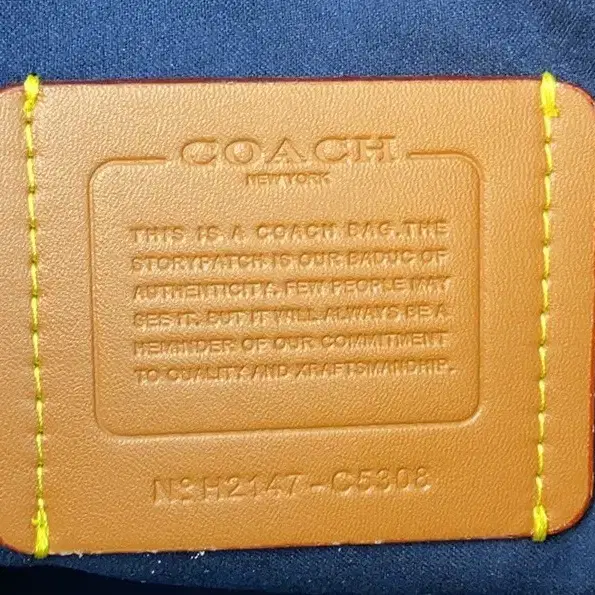 COACH
NEW YORK
THIS IS A COACH BAG.THE
STORYPATCH IS OUR BADUC OF
AUTHENTICITY. FEW PEOPLE MAY
SEE IT. BUT IT WILL ALWAYS BE A
REMINDER OF OUR COMMITMENT
TO QUALITY AND XRAFTSMANDHIP.
Nº H2147-C5308